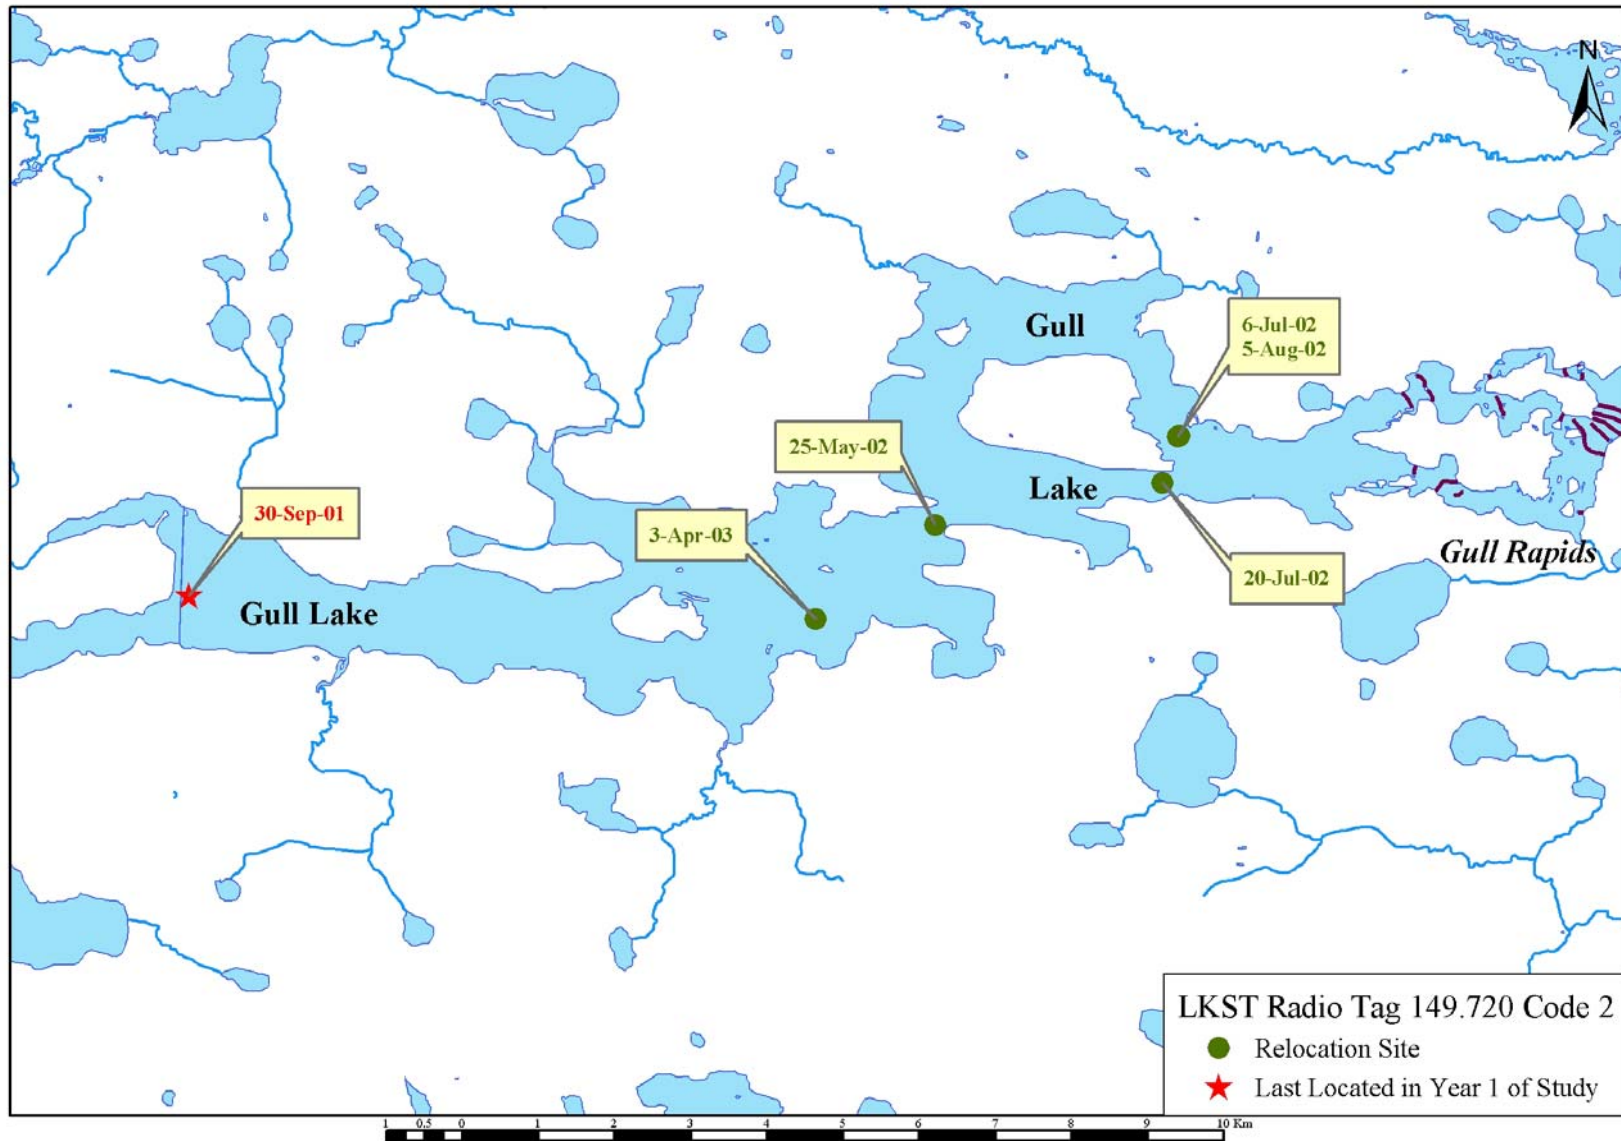 N
Gull
6-Jul-02
5-Aug-02
25-May-02
Lake
30-Sep-01
3-Apr-03
Gull Rapids
20-Jul-02
Gull Lake
LKST Radio Tag 149.720 Code 2
Relocation Site
Last Located in Year 1 of Study
1 0.5 0 1 2 3 4 5 6 7 8 9 10 Km